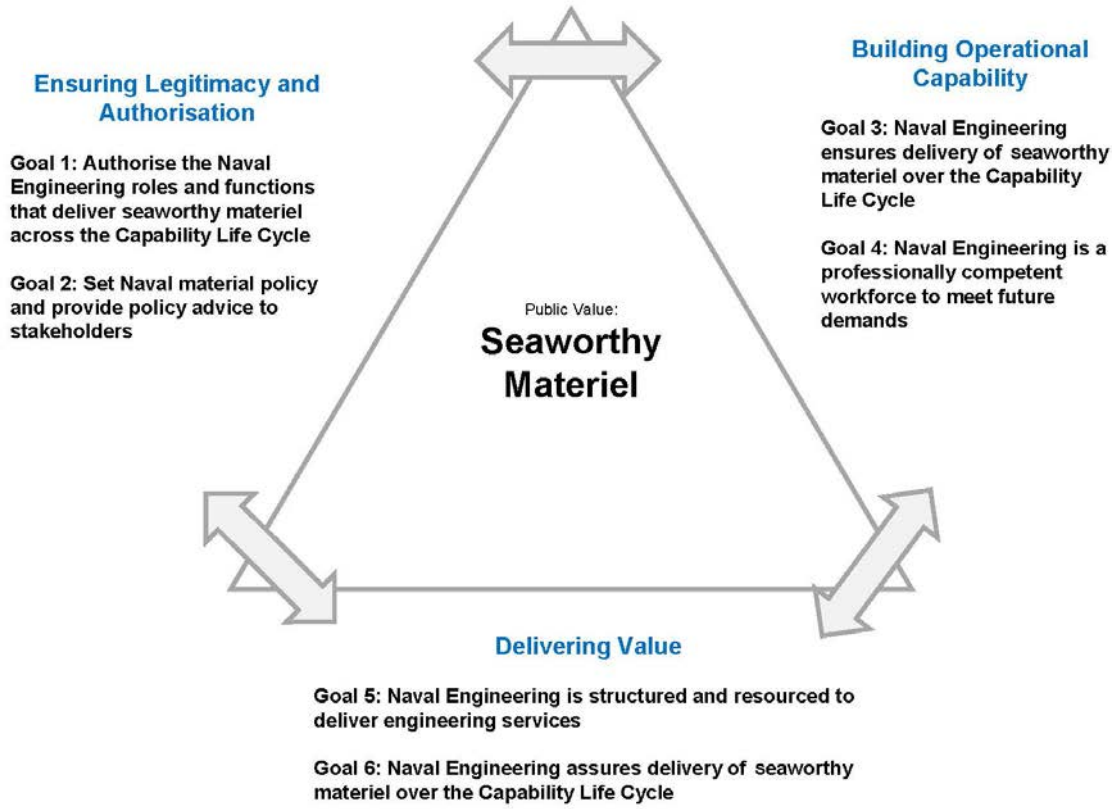 Ensuring Legitimacy and
Authorisation
Goal 1: Authorise the Naval
Engineering roles and functions
that deliver seaworthy materiel
across the Capability Life Cycle
Goal 2: Set Naval material policy
and provide policy advice to
stakeholders
Building Operational
Capability
Goal 3: Naval Engineering
ensures delivery of seaworthy
materiel over the Capability
Life Cycle
Goal 4: Naval Engineering is a
professionally competent
workforce to meet future
demands
Public Value:
Seaworthy
Materiel
Delivering Value
Goal 5: Naval Engineering is structured and resourced to
deliver engineering services
Goal 6: Naval Engineering assures delivery of seaworthy
materiel over the Capability Life Cycle